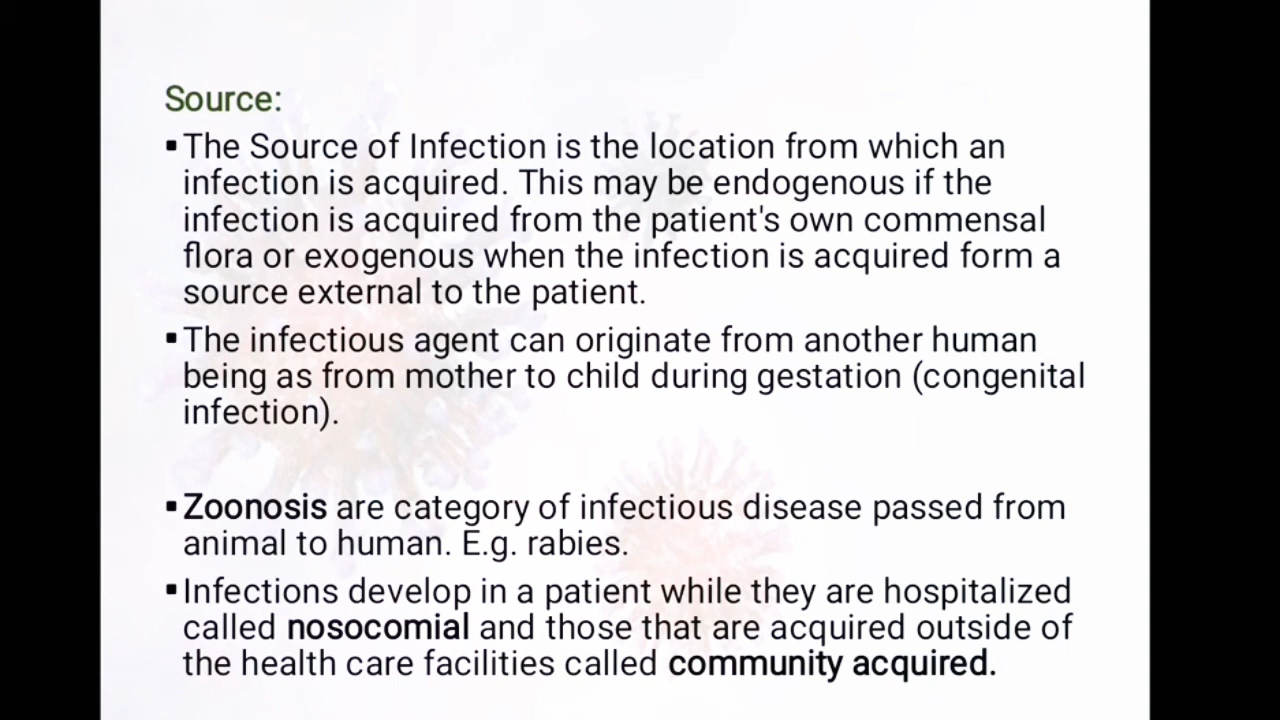 Source:
▪The Source of Infection is the location from which an
infection is acquired. This may be endogenous if the
infection is acquired from the patient's own commensal
flora or exogenous when the infection is acquired form a
source external to the patient.
▪The infectious agent can originate from another human
being as from mother to child during gestation (congenital
infection).
▪Zoonosis are category of infectious disease passed from
animal to human. E.g. rabies.
▪Infections develop in a patient while they are hospitalized
called nosocomial and those that are acquired outside of
the health care facilities called community acquired.